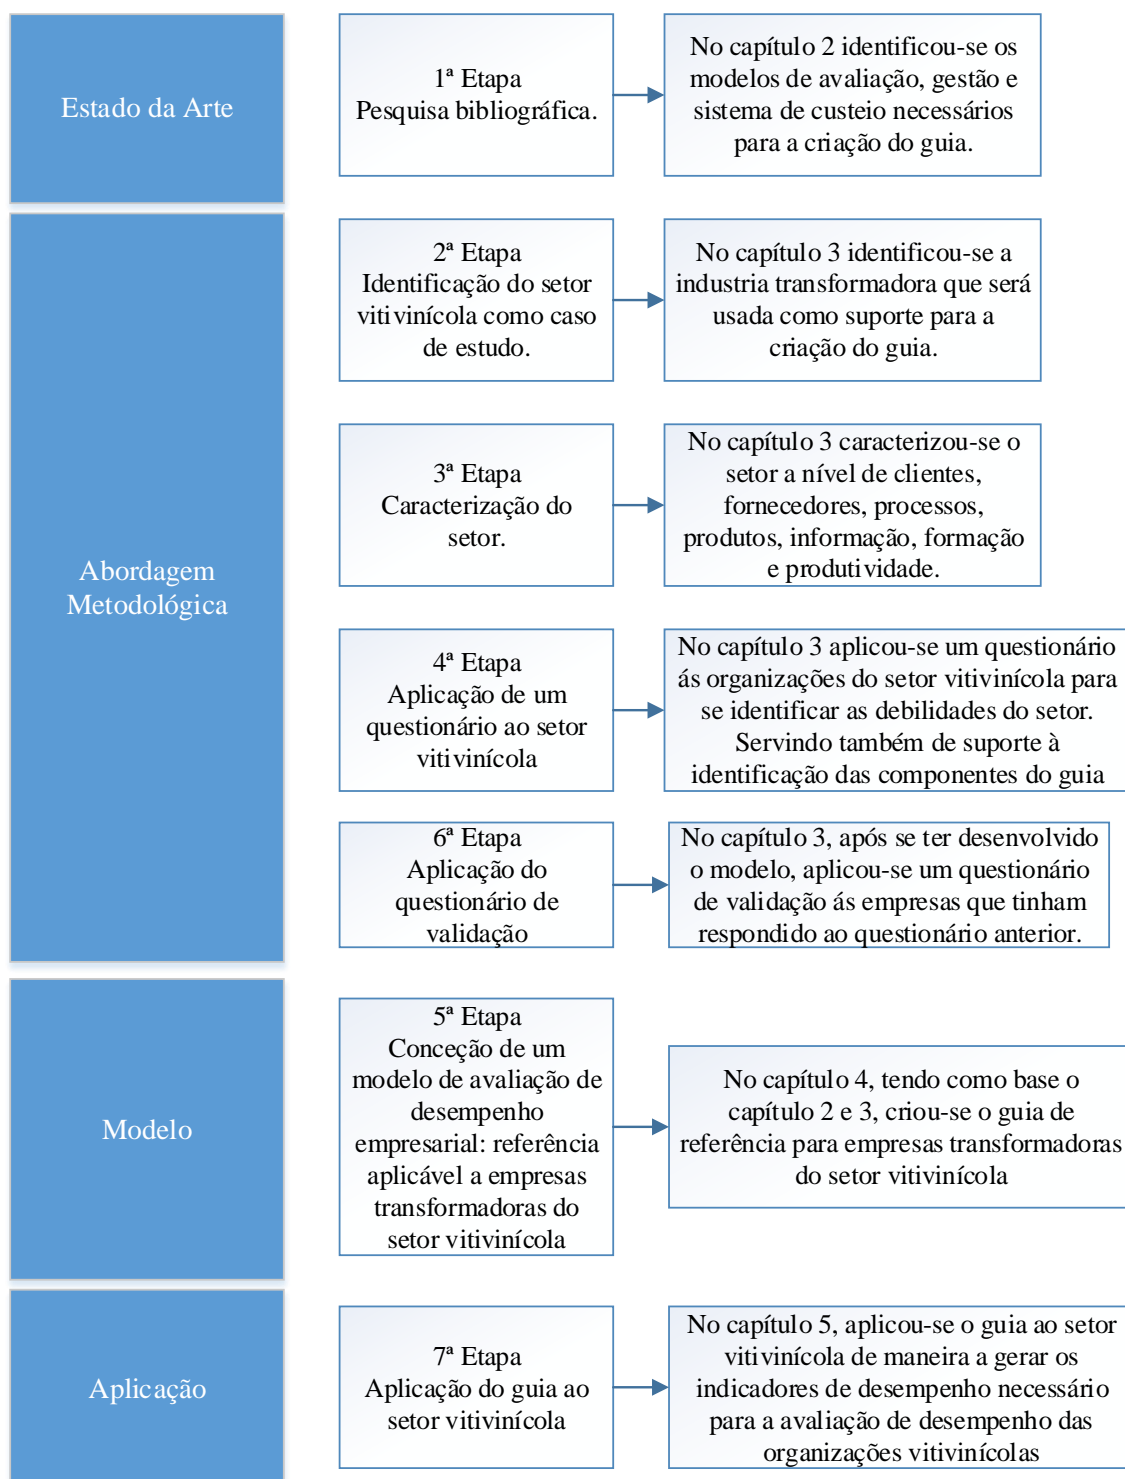 Estado da Arte
1ª Etapa
Pesquisa bibliográfica.
No capítulo 2 identificou-se os
modelos de avaliação, gestão e
sistema de custeio necessários
para a criação do guia.
Abordagem
Metodológica
2ª Etapa
Identificação do setor
vitivinícola como caso
de estudo.
No capítulo 3 identificou-se a
industria transformadora que será
usada como suporte para a
criação do guia.
3ª Etapa
Caracterização do
setor.
No capítulo 3 caracterizou-se o
setor a nível de clientes,
fornecedores, processos,
produtos, informação, formação
e produtividade.
4ª Etapa
Aplicação de um
questionário ao setor
vitivinícola
No capítulo 3 aplicou-se um questionário
ás organizações do setor vitivinícola para
se identificar as debilidades do setor.
Servindo também de suporte à
identificação das componentes do guia
6ª Etapa
Aplicação do
questionário de
validação
No capítulo 3, após se ter desenvolvido
o modelo, aplicou-se um questionário
de validação ás empresas que tinham
respondido ao questionário anterior.
Modelo
5ª Etapa
Conceção de um
modelo de avaliação de
desempenho
empresarial: referência
aplicável a empresas
transformadoras do
setor vitivinícola
No capítulo 4, tendo como base o
capítulo 2 e 3, criou-se o guia de
referência para empresas transformadoras
do setor vitivinícola
Aplicação
7ª Etapa
Aplicação do guia ao
setor vitivinícola
No capítulo 5, aplicou-se o guia ao setor
vitivinícola de maneira a gerar os
indicadores de desempenho necessário
para a avaliação de desempenho das
organizações vitivinícolas